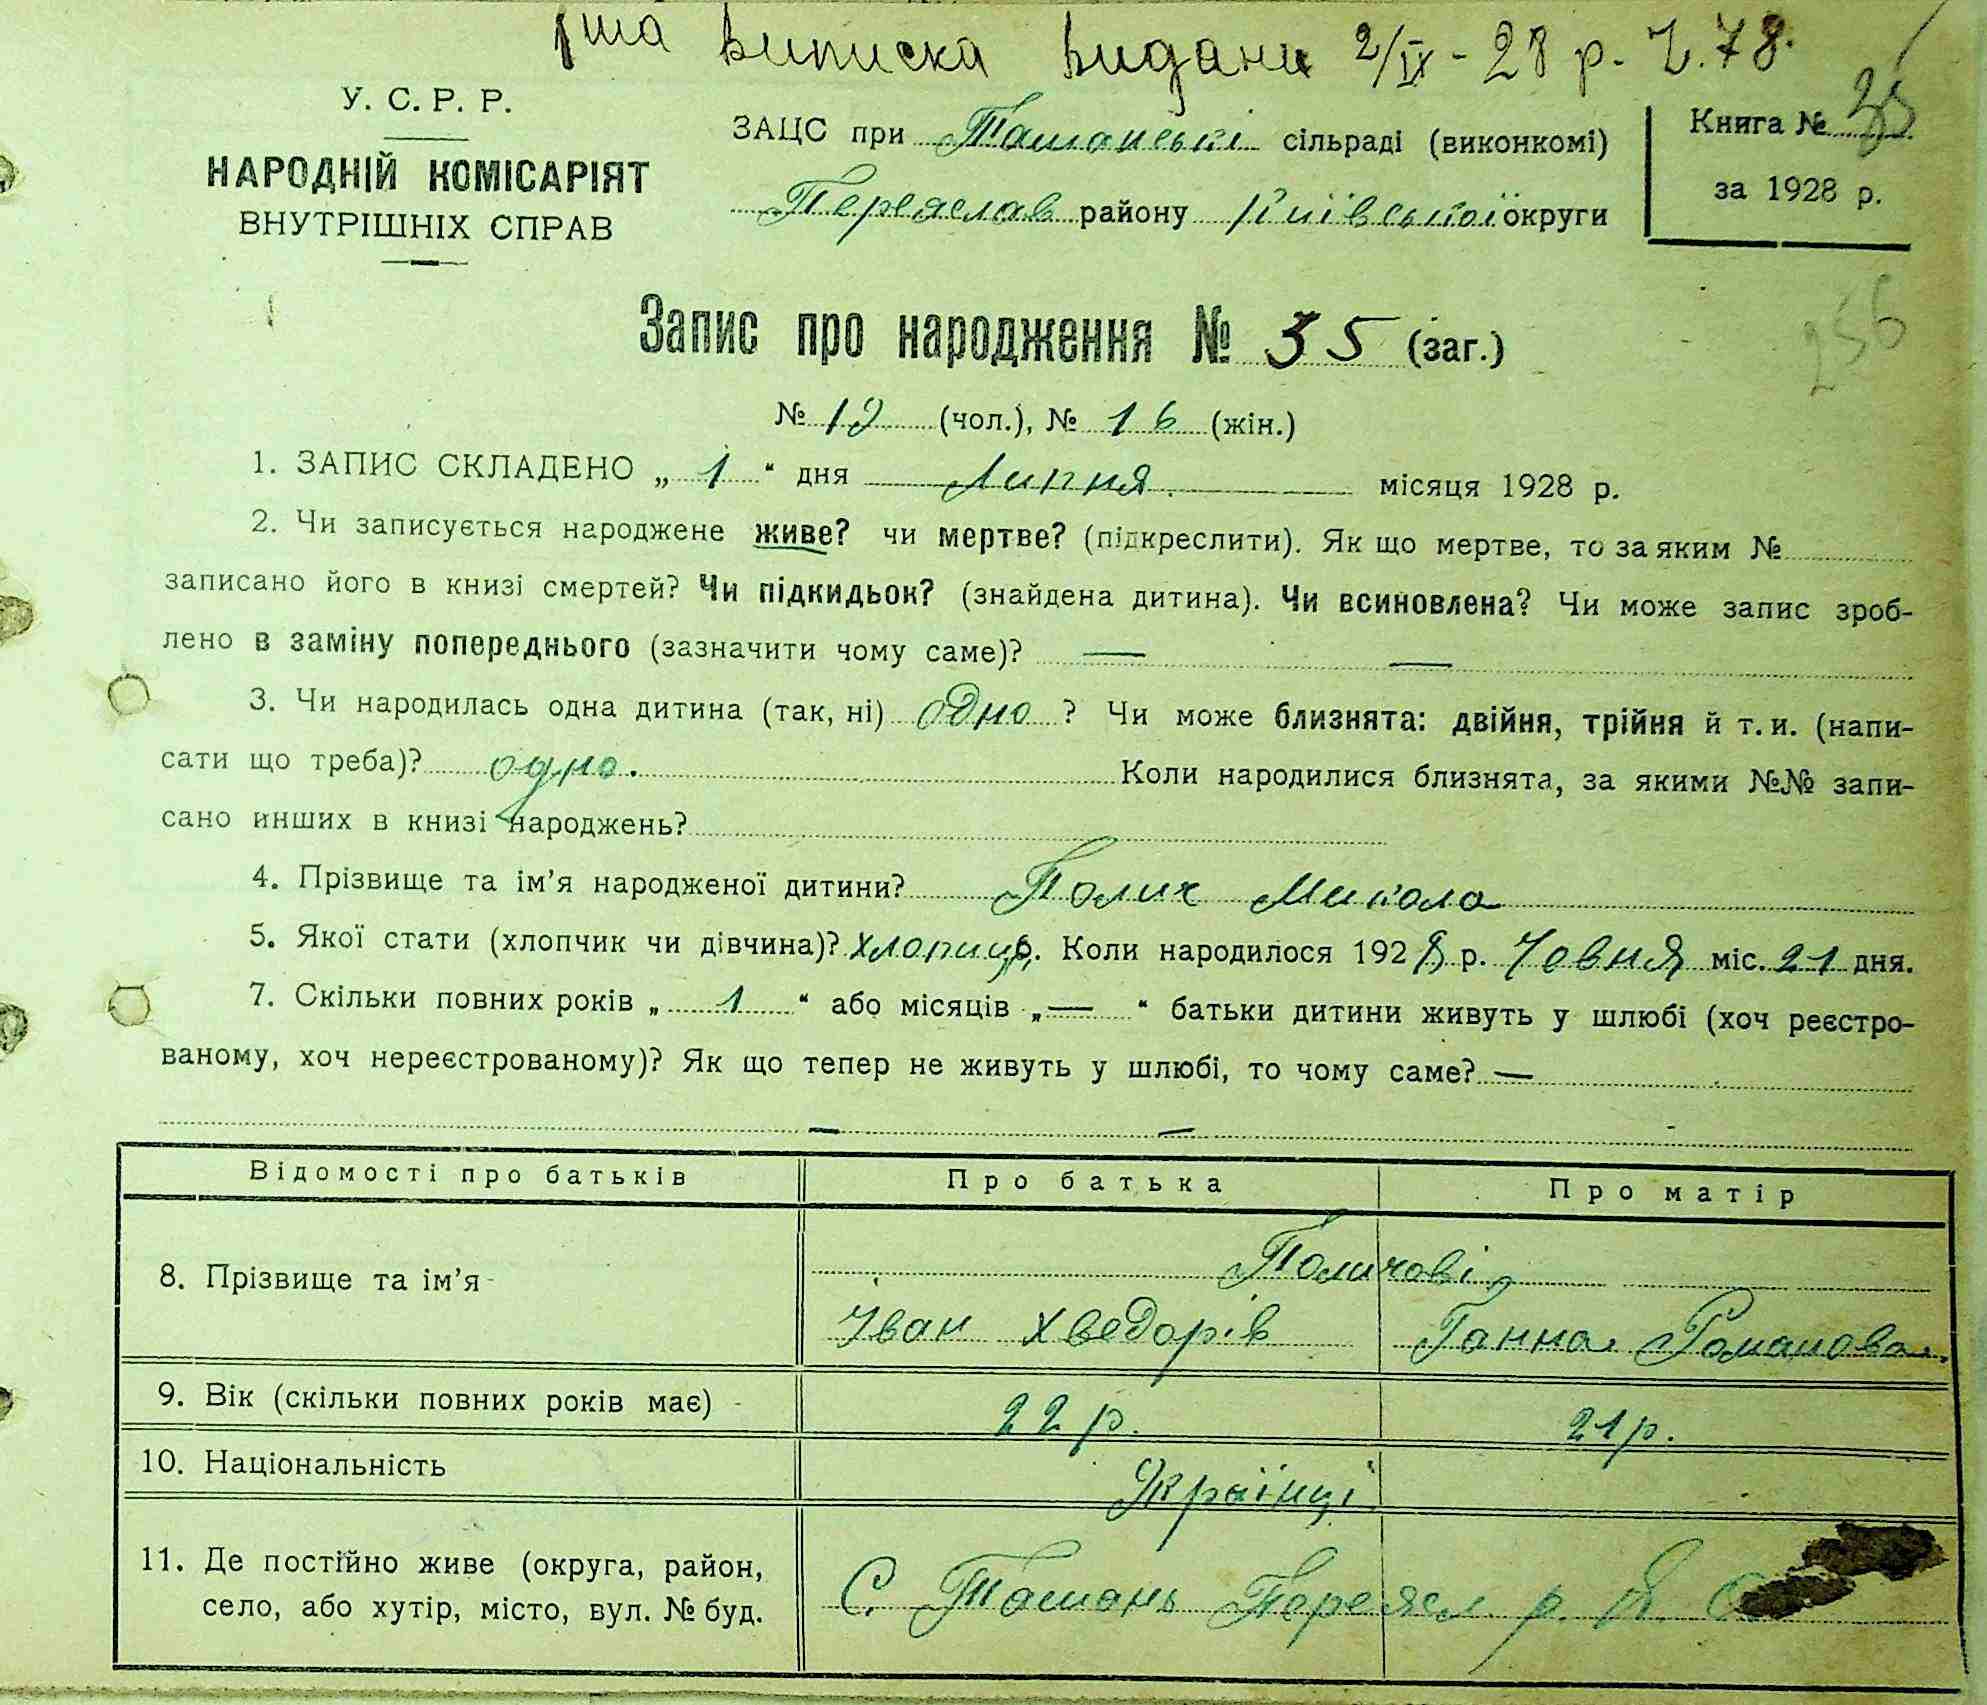 1ша виписка видана 2/IX - 28 р. Ч. 78.
У. С. Р. Р.
НАРОДНІЙ КОМІСАРІЯТ
ВНУТРІШНІХ СПРАВ
ЗАЦС при Ташанські сільраді (виконкомі)
Переяслав району Київської округи
Книга №
за 1928 р.
Запис про народження № 35 (заг.)
256
№ 19 (чол.), № 16 (жін.)
1. ЗАПИС СКЛАДЕНО „ 1 “ дня Липня місяця 1928 р.
2. Чи записується народжене живе? чи мертве? (підкреслити). Як що мертве, то за яким №
записано його в книзі смертей? Чи підкидьок? (знайдена дитина). Чи всиновлена? Чи може запис зроб-
лено в заміну попереднього (зазначити чому саме)? — —
3. Чи народилась одна дитина (так, ні) одно ? Чи може близнята: двійня, трійня й т. и. (напи-
сати що треба)? одно. Коли народилися близнята, за якими №№ запи-
сано инших в книзі народжень?
4. Прізвище та ім’я народженої дитини? Полич Микола
5. Якої стати (хлопчик чи дівчина)? хлопиць. Коли народилося 1928 р. Човня міс. 21 дня.
7. Скільки повних років „ 1 “ або місяців „ — “ батьки дитини живуть у шлюбі (хоч реєстро-
ваному, хоч нереєстрованому)? Як що тепер не живуть у шлюбі, то чому саме? —
— —
Відомості про батьків Про батька Про матір
8. Прізвище та ім’я Поличові
Іван Хведорів Ганна Романова.
9. Вік (скільки повних років має) 22 р. 21 р.
10. Національність Українці
11. Де постійно живе (округа, район,
село, або хутір, місто, вул. № буд. С. Ташань Переясл. р. К.